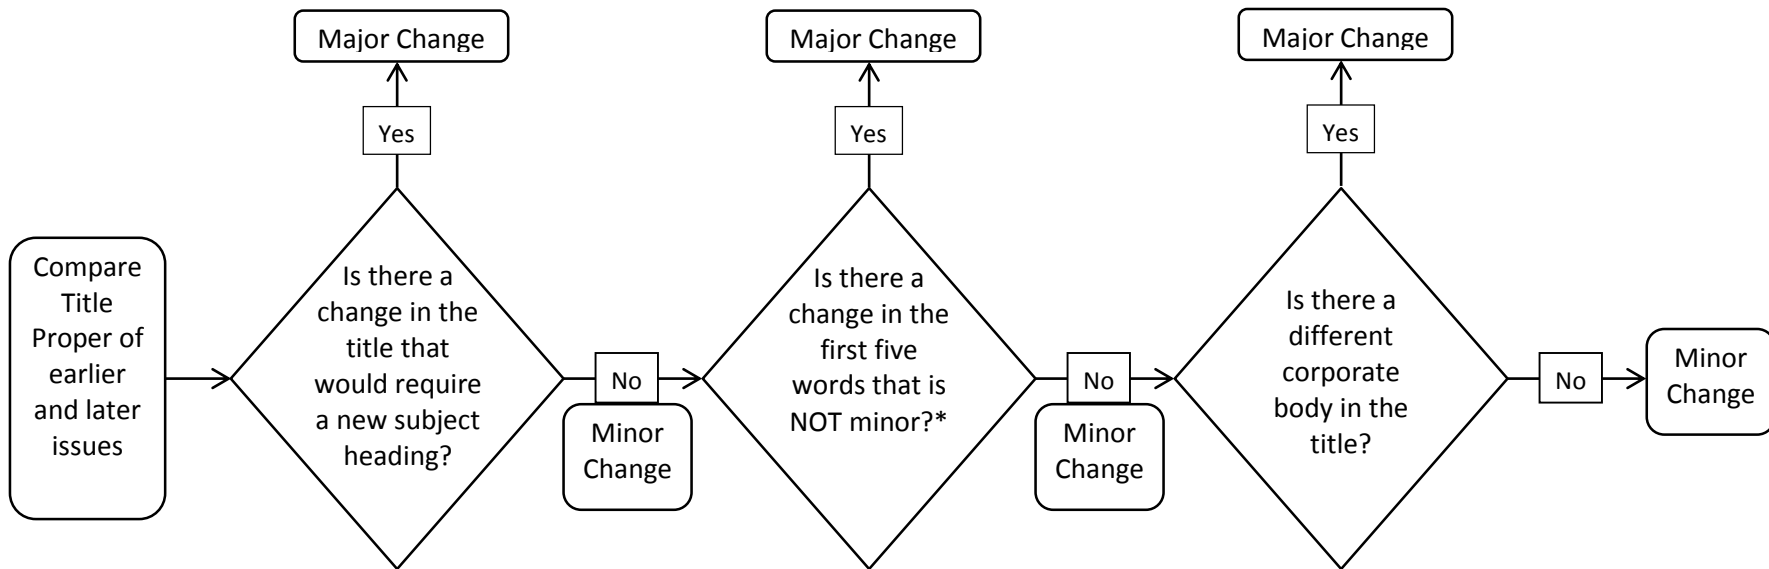 Major Change
Major Change
Major Change
Yes
Yes
Yes
Compare
Title
Proper of
earlier
and later
issues
Is there a
change in the
title that
would require
a new subject
heading?
No
Minor
Change
Is there a
change in the
first five
words that is
NOT minor?*
No
Minor
Change
Is there a
different
corporate
body in the
title?
No
Minor
Change